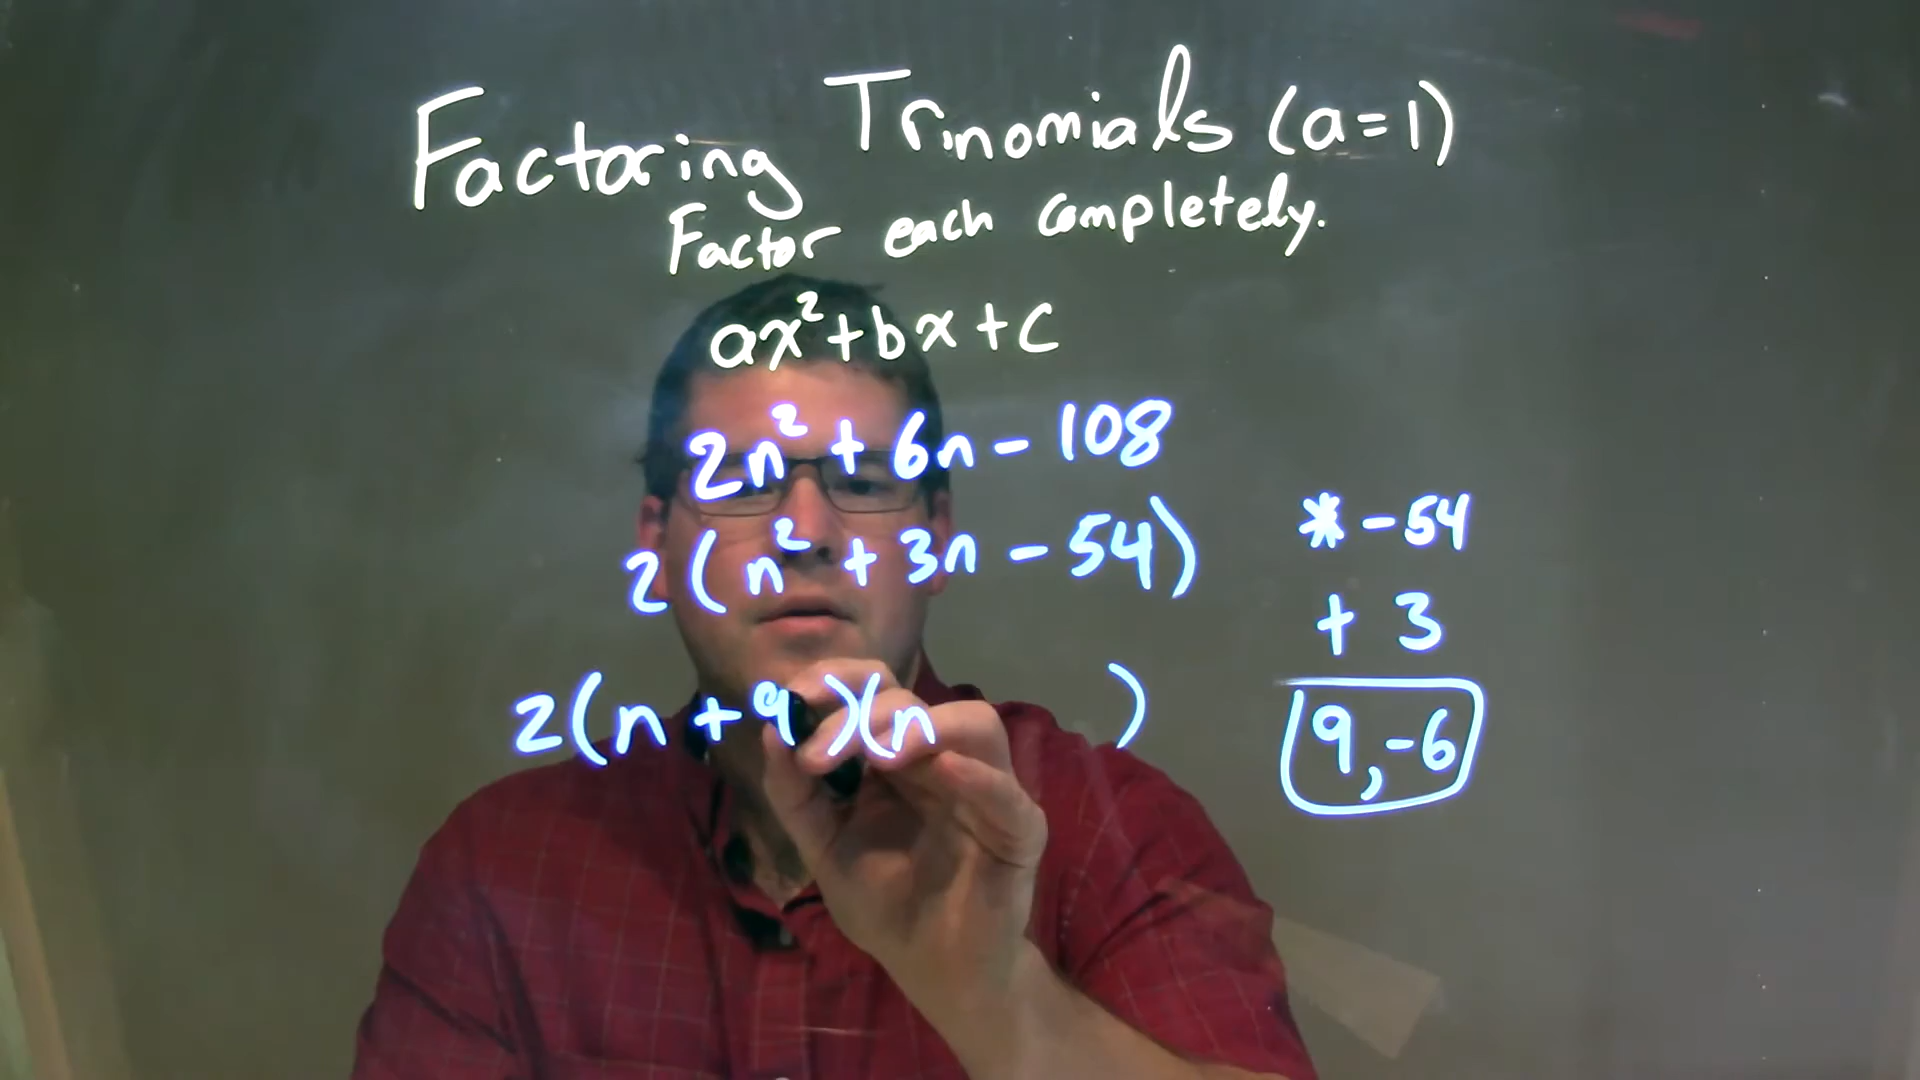 Factoring Trinomials (a=1)
Factor each completely.
ax²+bx+c
2n²+6n-108
2(n²+3n-54)
* -54
+ 3
2(n+9)(n )
9,-6